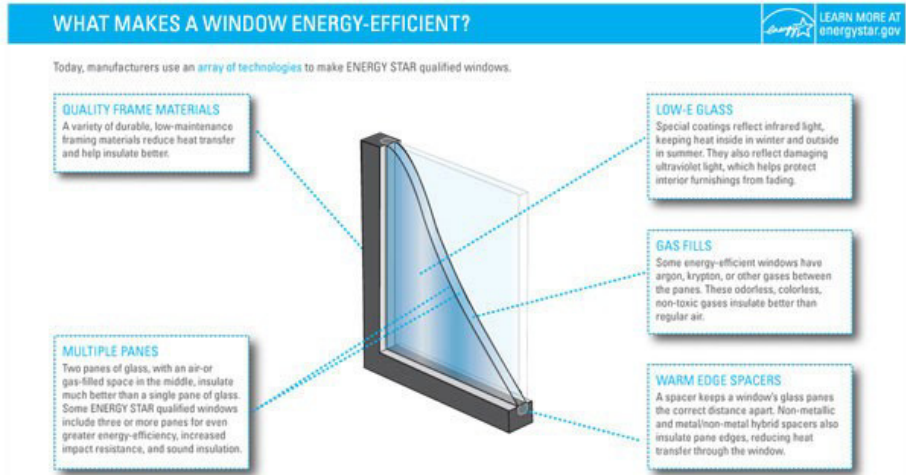 WHAT MAKES A WINDOW ENERGY-EFFICIENT?
energy
LEARN MORE AT
energystar.gov
Today, manufacturers use an array of technologies to make ENERGY STAR qualified windows.
QUALITY FRAME MATERIALS
A variety of durable, low-maintenance
framing materials reduce heat transfer
and help insulate better.
LOW-E GLASS
Special coatings reflect infrared light,
keeping heat inside in winter and outside
in summer. They also reflect damaging
ultraviolet light, which helps protect
interior furnishings from fading.
GAS FILLS
Some energy-efficient windows have
argon, krypton, or other gases between
the panes. These odorless, colorless,
non-toxic gases insulate better than
regular air.
MULTIPLE PANES
Two panes of glass, with an air-or
gas-filled space in the middle, insulate
much better than a single pane of glass.
Some ENERGY STAR qualified windows
include three or more panes for even
greater energy-efficiency, increased
impact resistance, and sound insulation.
WARM EDGE SPACERS
A spacer keeps a window's glass panes
the correct distance apart. Non-metallic
and metal/non-metal hybrid spacers also
insulate pane edges, reducing heat
transfer through the window.